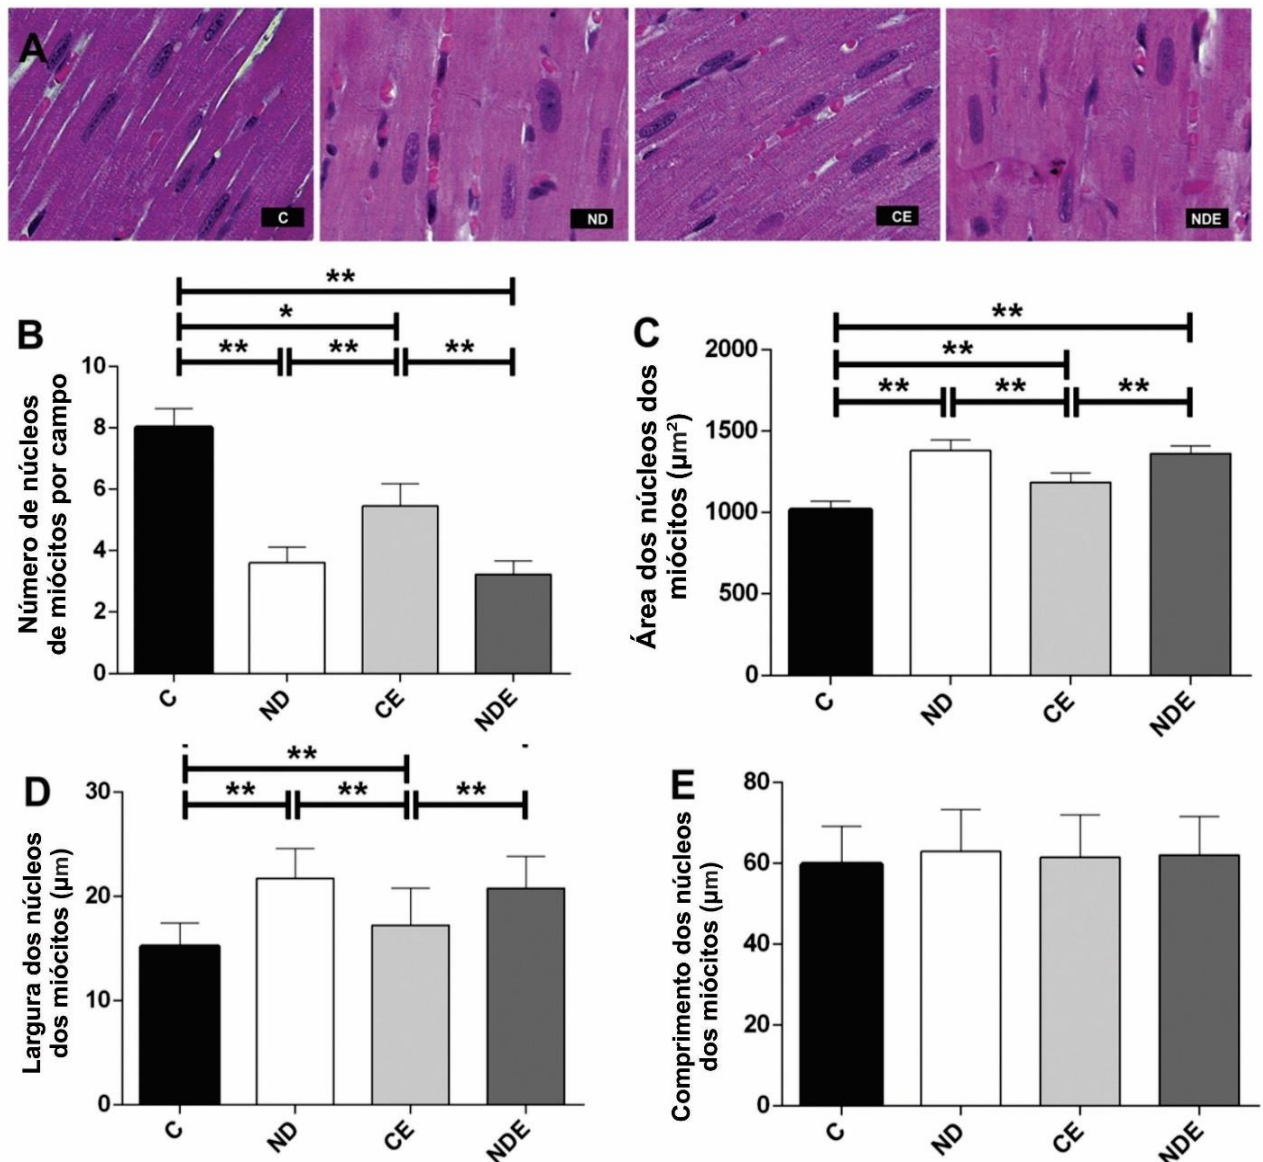 A
C
ND
CE
NDE
B
**
*
** ** **
Número de núcleos
de miócitos por campo
10
8
6
4
2
0
C ND CE NDE
C
**
**
** ** **
Área dos núcleos dos
miócitos (µm²)
2000
1500
1000
500
0
C ND CE NDE
D
**
** ** **
Largura dos núcleos
dos miócitos (µm)
30
20
10
0
C ND CE NDE
E
Comprimento dos núcleos
dos miócitos (µm)
80
60
40
20
0
C ND CE NDE